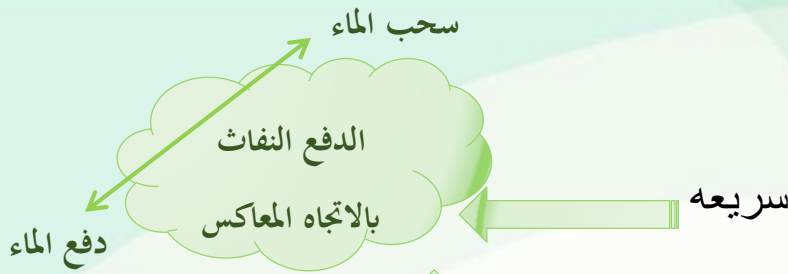 سحب الماء
الدفع النفاث
بالاتجاه المعاكس
سريعه
دفع الماء